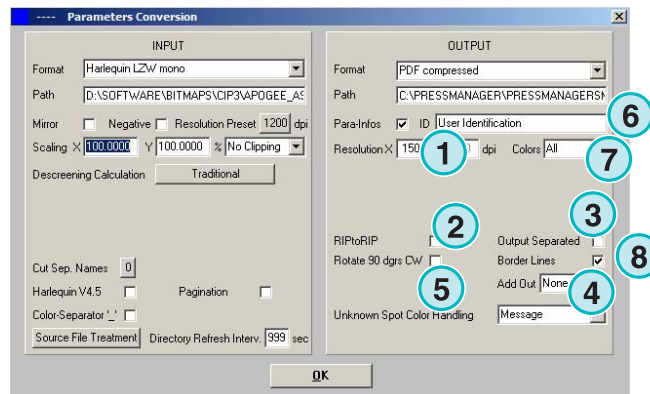 ---- Parameters Conversion
INPUT
Format Harlequin LZW mono
Path D:\SOFTWARE\BITMAPS\CIP3\APOGEE_AS
Mirror Negative Resolution Preset 1200 dpi
Scaling X 100.0000 Y 100.0000 % No Clipping
Descreening Calculation Traditional
Cut Sep. Names 0
Harlequin V4.5 Pagination
Color-Separator '_'
Source File Treatment Directory Refresh Interv. 999 sec
OUTPUT
Format PDF compressed
Path C:\PRESSMANAGER\PRESSMANAGERSM
Para-Infos ID User Identification 6
Resolution X 150 1 dpi Colors All 7
2 3
RIPtoRIP Output Separated
Rotate 90 dgrs CW Border Lines 8
5 Add Out None 4
Unknown Spot Color Handling Message
OK